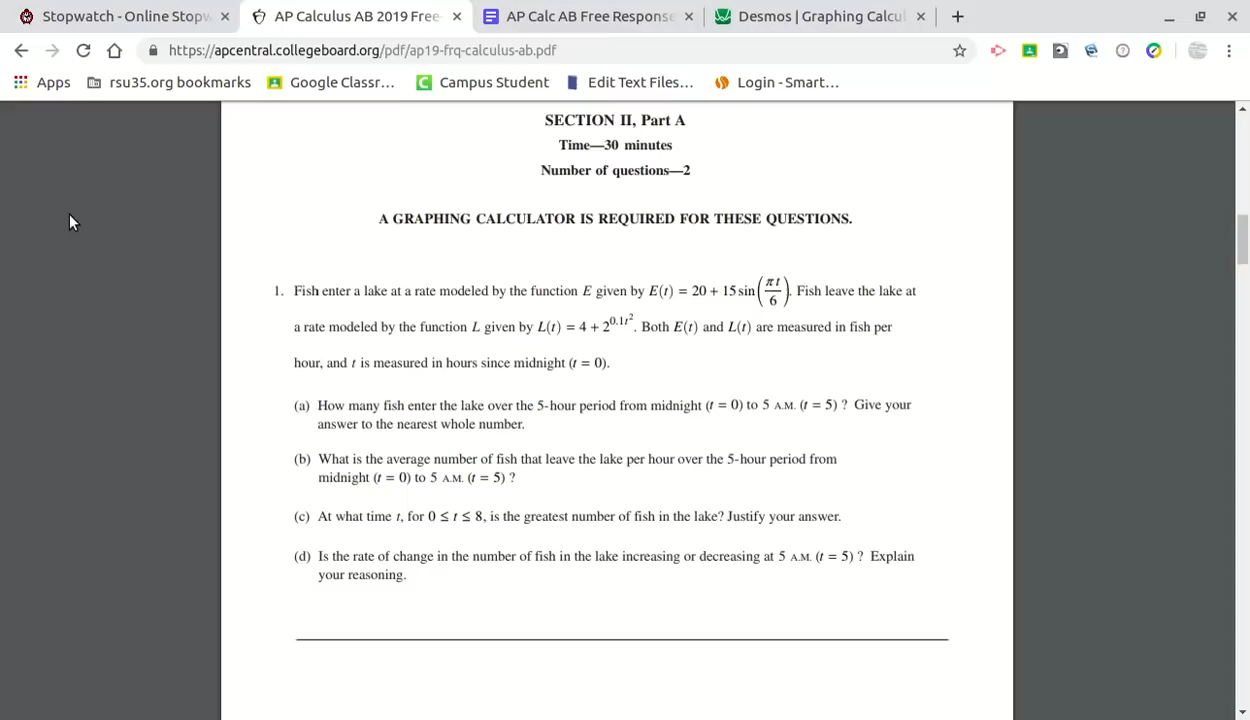 Stopwatch - Online Stopw
AP Calculus AB 2019 Free-
AP Calc AB Free Response
Desmos | Graphing Calcul
https://apcentral.collegeboard.org/pdf/ap19-frq-calculus-ab.pdf
Apps rsu35.org bookmarks Google Classr… Campus Student Edit Text Files… Login - Smart…
SECTION II, Part A
Time—30 minutes
Number of questions—2
A GRAPHING CALCULATOR IS REQUIRED FOR THESE QUESTIONS.
1. Fish enter a lake at a rate modeled by the function E given by E(t) = 20 + 15 sin(πt/6). Fish leave the lake at
a rate modeled by the function L given by L(t) = 4 + 2^{0.1t^2}. Both E(t) and L(t) are measured in fish per
hour, and t is measured in hours since midnight (t = 0).
(a) How many fish enter the lake over the 5-hour period from midnight (t = 0) to 5 A.M. (t = 5) ? Give your
answer to the nearest whole number.
(b) What is the average number of fish that leave the lake per hour over the 5-hour period from
midnight (t = 0) to 5 A.M. (t = 5) ?
(c) At what time t, for 0 ≤ t ≤ 8, is the greatest number of fish in the lake? Justify your answer.
(d) Is the rate of change in the number of fish in the lake increasing or decreasing at 5 A.M. (t = 5) ? Explain
your reasoning.